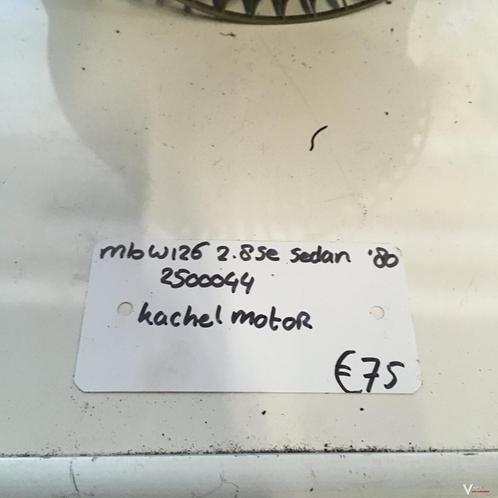 mb W126 2.8se sedan '80
2500044
kachel motor
€75